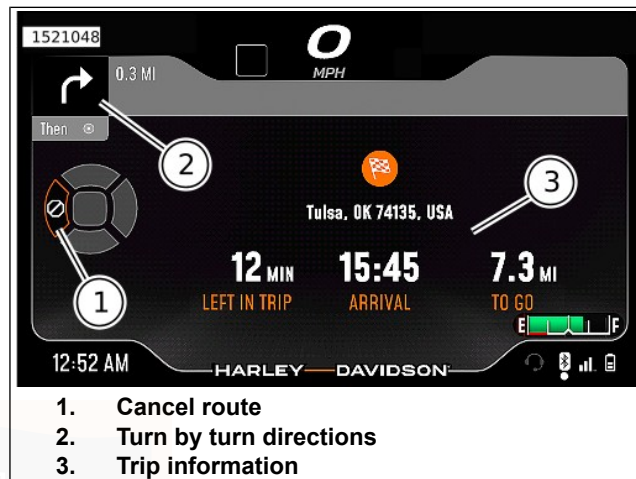 1521048
0
MPH
0.3 MI
Then
2
3
Tulsa, OK 74135, USA
1
12 MIN 15:45 7.3 MI
LEFT IN TRIP ARRIVAL TO GO
E F
12:52 AM HARLEY-DAVIDSON
1. Cancel route
2. Turn by turn directions
3. Trip information